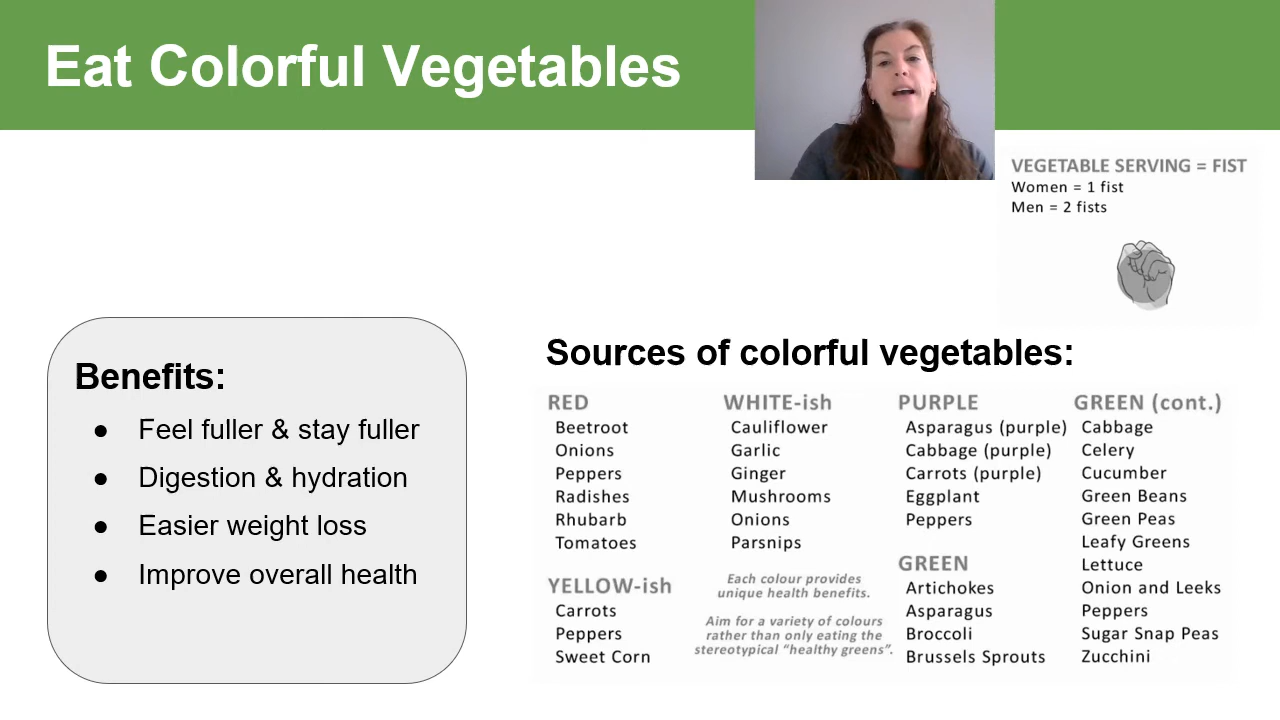 Eat Colorful Vegetables
VEGETABLE SERVING = FIST
Women = 1 fist
Men = 2 fists
Benefits:
● Feel fuller & stay fuller
● Digestion & hydration
● Easier weight loss
● Improve overall health
Sources of colorful vegetables:
RED
Beetroot
Onions
Peppers
Radishes
Rhubarb
Tomatoes
YELLOW-ish
Carrots
Peppers
Sweet Corn
WHITE-ish
Cauliflower
Garlic
Ginger
Mushrooms
Onions
Parsnips
Each colour provides
unique health benefits.
Aim for a variety of colours
rather than only eating the
stereotypical “healthy greens”.
PURPLE
Asparagus (purple)
Cabbage (purple)
Carrots (purple)
Eggplant
Peppers
GREEN
Artichokes
Asparagus
Broccoli
Brussels Sprouts
GREEN (cont.)
Cabbage
Celery
Cucumber
Green Beans
Green Peas
Leafy Greens
Lettuce
Onion and Leeks
Peppers
Sugar Snap Peas
Zucchini